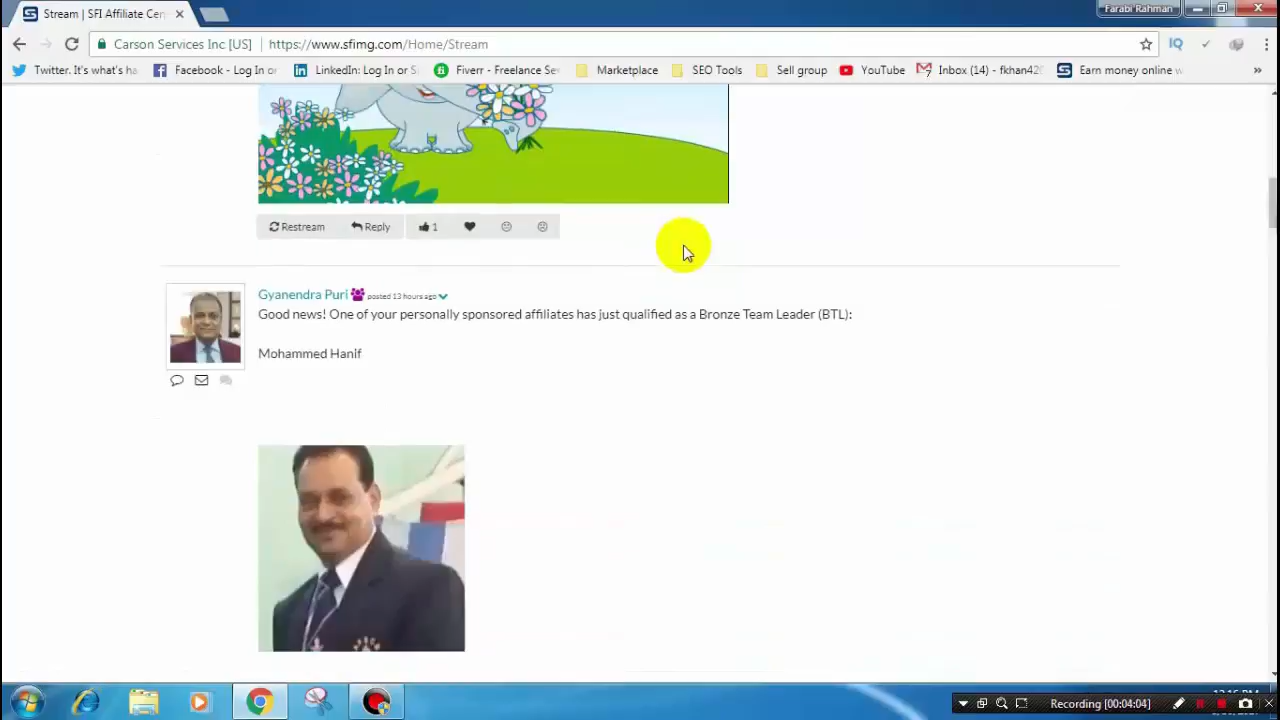 Stream | SFI Affiliate Cen
Farabi Rahman
Carson Services Inc [US] https://www.sfimg.com/Home/Stream
IQ
Twitter. It's what's ha
Facebook - Log In or
LinkedIn: Log In or S
Fiverr - Freelance Se
Marketplace
SEO Tools
Sell group
YouTube
Inbox (14) - fkhan420
Earn money online w
Restream Reply 1
Gyanendra Puri posted 13 hours ago
Good news! One of your personally sponsored affiliates has just qualified as a Bronze Team Leader (BTL):
Mohammed Hanif
Recording [00:04:04]